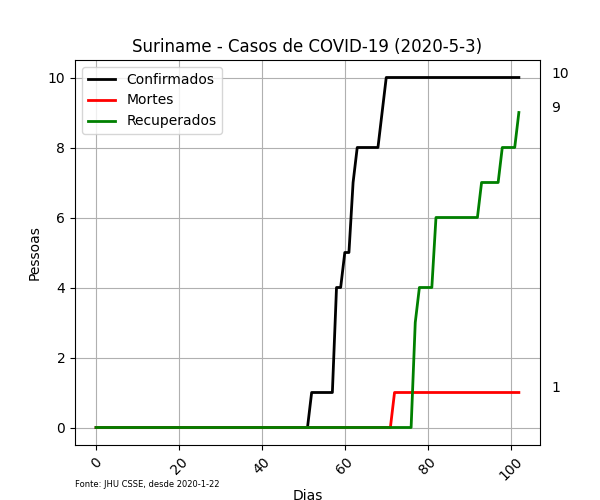 Suriname - Casos de COVID-19 (2020-5-3)
Confirmados
Mortes
Recuperados
10
8
6
4
2
0
Pessoas
10
9
1
0
20
40
60
80
100
Dias
Fonte: JHU CSSE, desde 2020-1-22